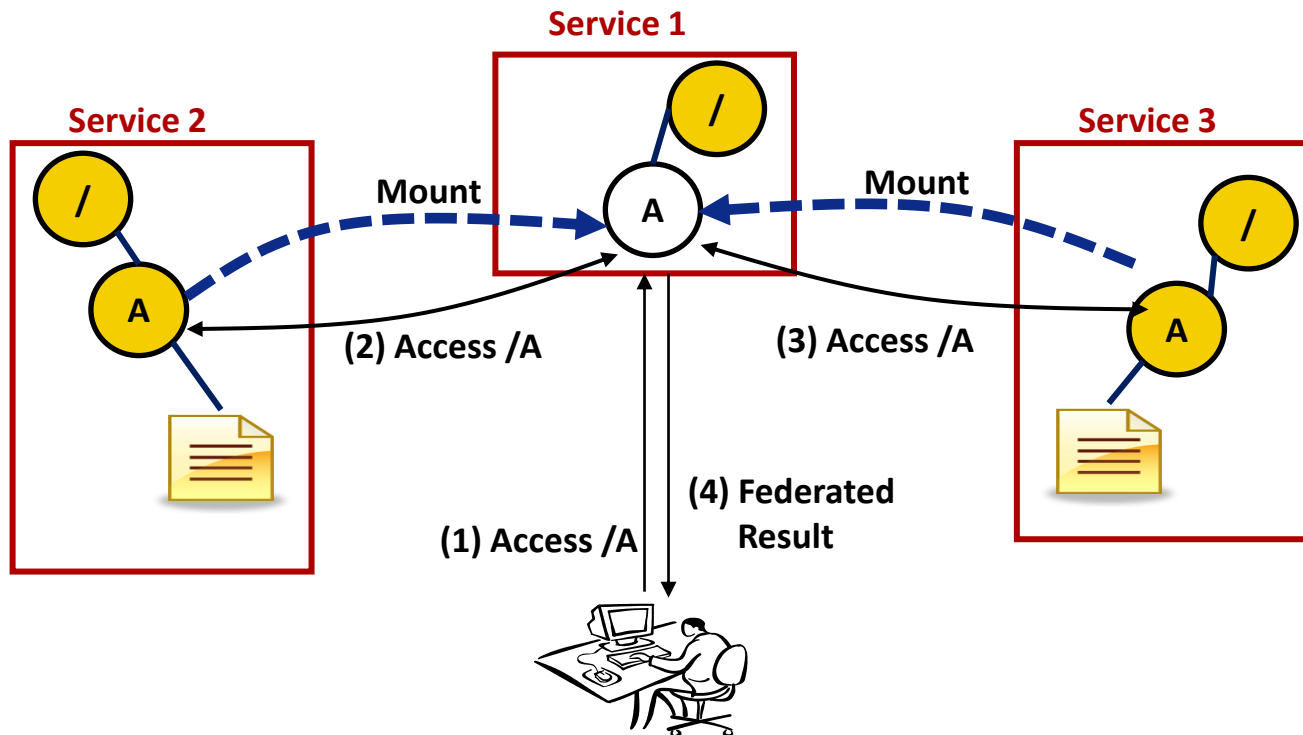 Service 1
/
A
Service 2
/
A
Mount
(2) Access /A
Service 3
/
A
Mount
(3) Access /A
(1) Access /A
(4) Federated
Result